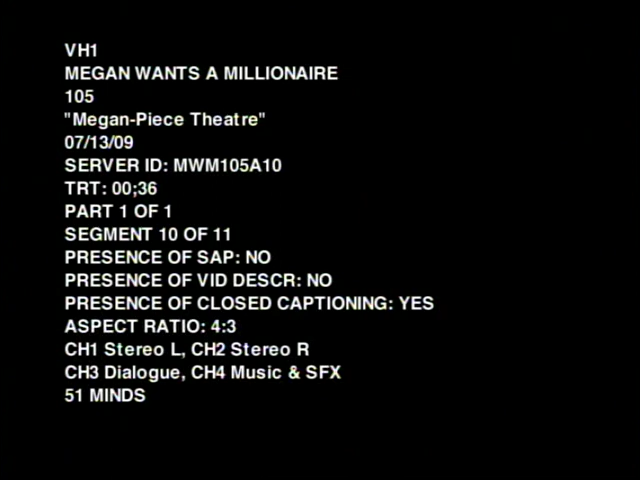 VH1
MEGAN WANTS A MILLIONAIRE
105
"Megan-Piece Theatre"
07/13/09
SERVER ID: MWM105A10
TRT: 00;36
PART 1 OF 1
SEGMENT 10 OF 11
PRESENCE OF SAP: NO
PRESENCE OF VID DESCR: NO
PRESENCE OF CLOSED CAPTIONING: YES
ASPECT RATIO: 4:3
CH1 Stereo L, CH2 Stereo R
CH3 Dialogue, CH4 Music & SFX
51 MINDS